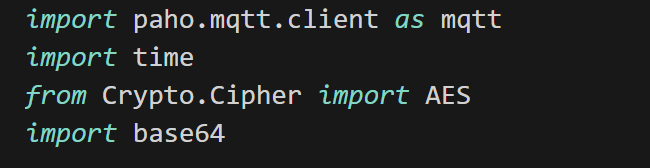 import paho.mqtt.client as mqtt
import time
from Crypto.Cipher import AES
import base64